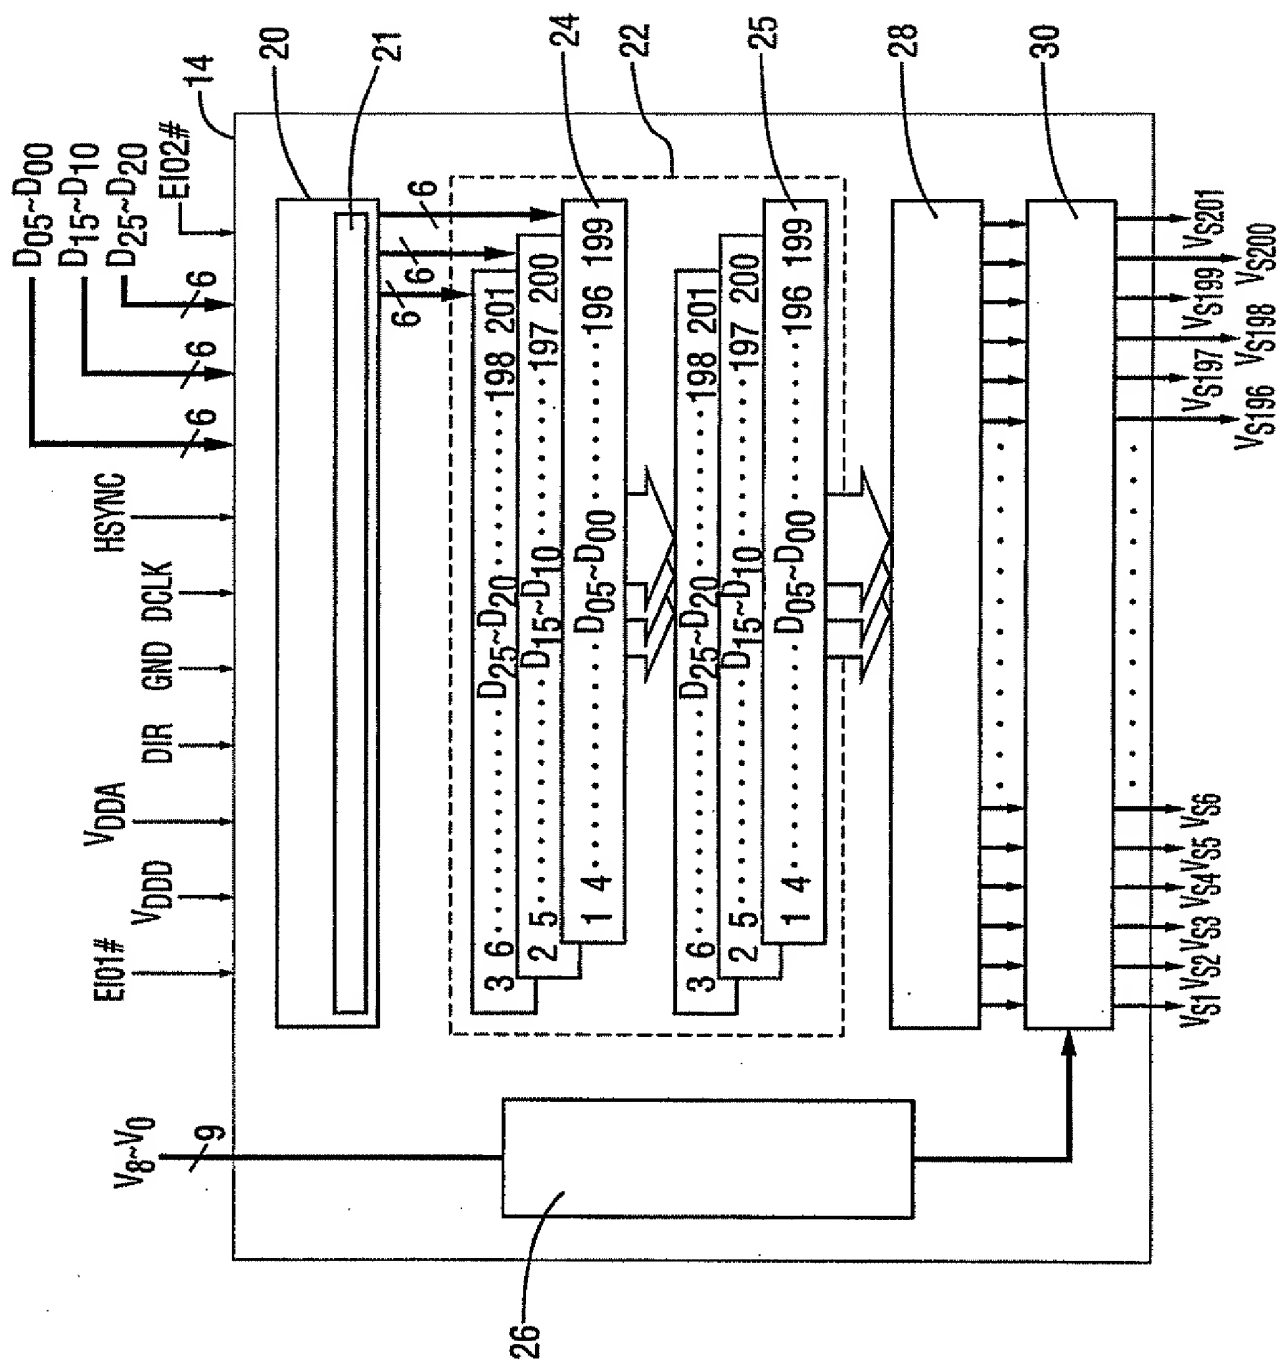 14
20
21
24
22
25
28
30
D05~D00
D15~D10
D25~D20
EIO2#
6
6
6
HSYNC
DCLK
GND
DIR
VDDA
VDDD
EIO1#
V8~V0
9
26
6
6
6
3 6 D25~D20 198 201
2 5 D15~D10 197 200
1 4 D05~D00 196 199
3 6 D25~D20 198 201
2 5 D15~D10 197 200
1 4 D05~D00 196 199
VS1 VS2 VS3 VS4 VS5 VS6
VS196 VS197 VS198 VS199 VS200 VS201